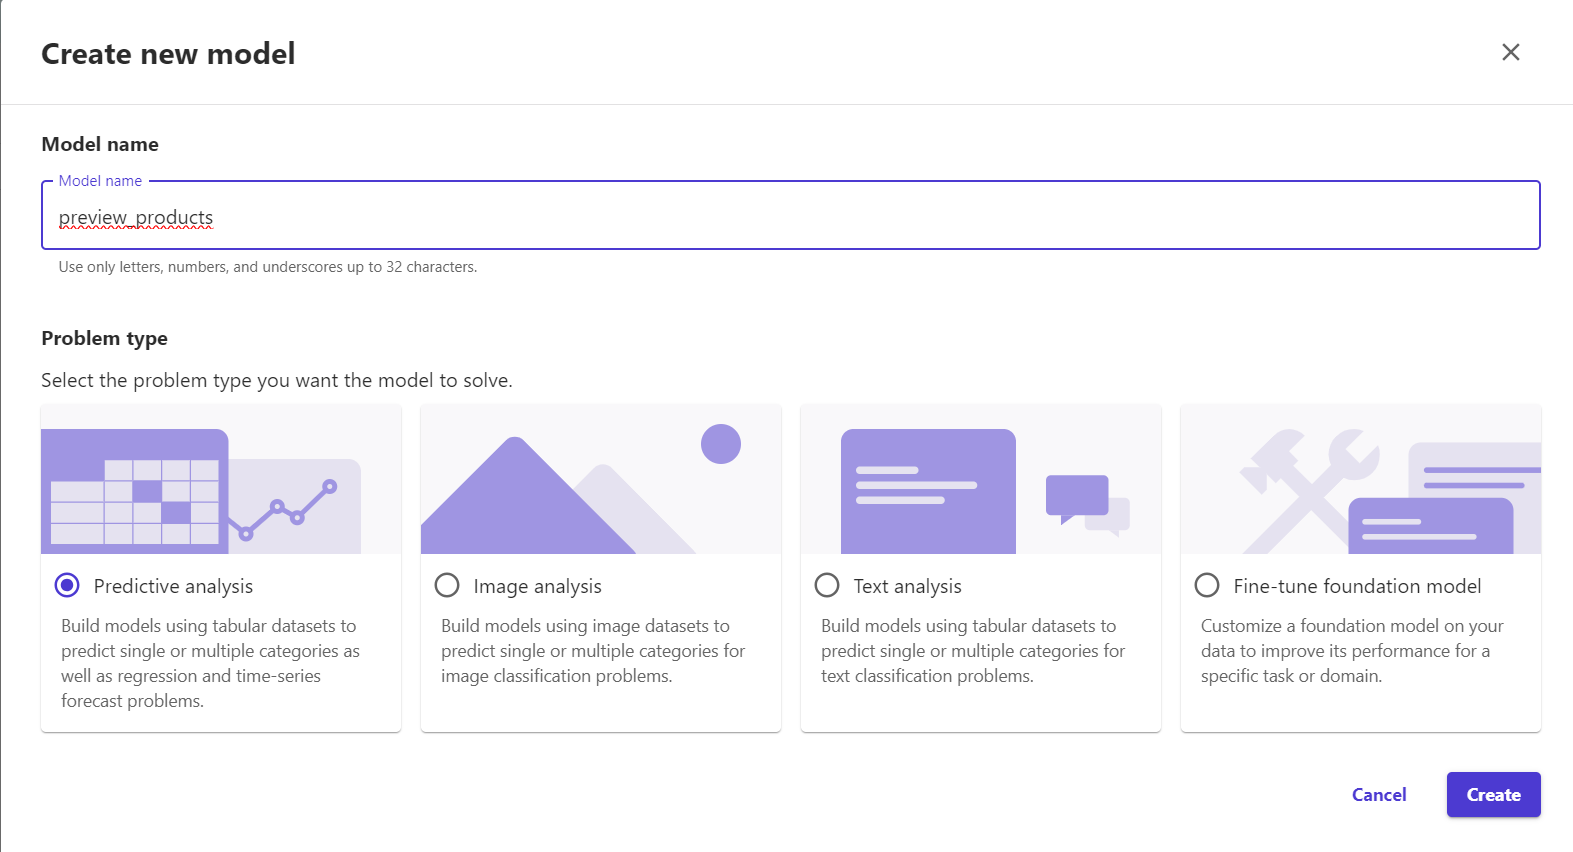 Create new model
Model name
Model name
preview_products
Use only letters, numbers, and underscores up to 32 characters.
Problem type
Select the problem type you want the model to solve.
Predictive analysis
Build models using tabular datasets to
predict single or multiple categories as
well as regression and time-series
forecast problems.
Image analysis
Build models using image datasets to
predict single or multiple categories for
image classification problems.
Text analysis
Build models using tabular datasets to
predict single or multiple categories for
text classification problems.
Fine-tune foundation model
Customize a foundation model on your
data to improve its performance for a
specific task or domain.
Cancel
Create